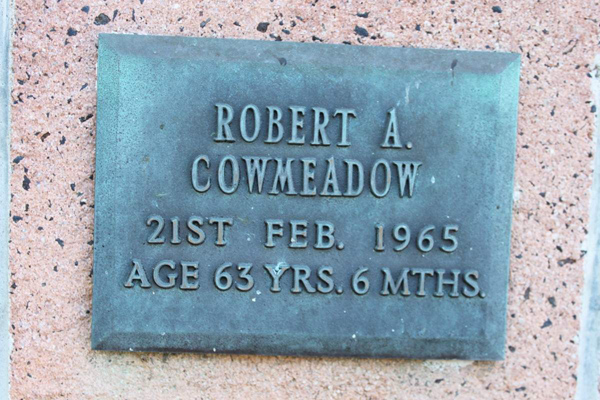 ROBERT A.
COWMEADOW
21ST FEB. 1965
AGE 63 YRS. 6 MTHS.